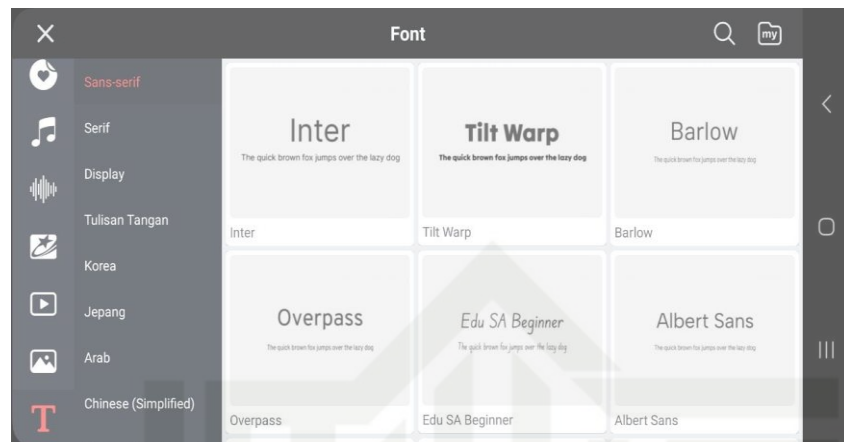 Font
my
Sans-serif
Serif
Display
Tulisan Tangan
Korea
Jepang
Arab
Chinese (Simplified)
T
Inter
The quick brown fox jumps over the lazy dog
Inter
Tilt Warp
The quick brown fox jumps over the lazy dog
Tilt Warp
Barlow
The quick brown fox jumps over the lazy dog
Barlow
Overpass
The quick brown fox jumps over the lazy dog
Overpass
Edu SA Beginner
The quick brown fox jumps over the lazy dog
Edu SA Beginner
Albert Sans
The quick brown fox jumps over the lazy dog
Albert Sans